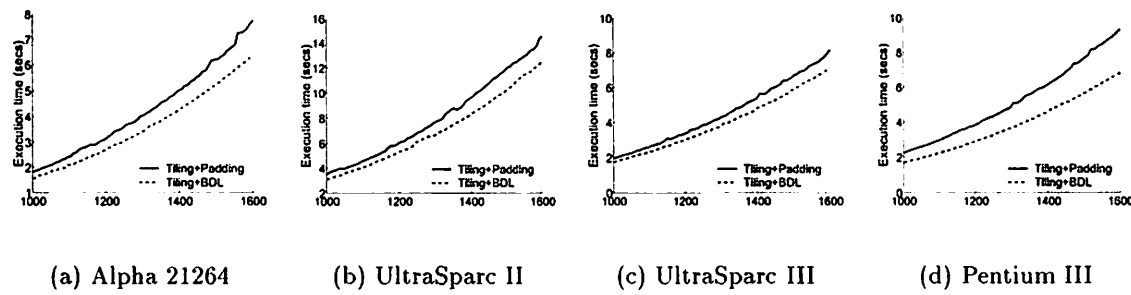 8
7
6
5
4
3
2
1
Execution time (secs)
Tiling+Padding
Tiling+BDL
1000 1200 1400 1600
(a) Alpha 21264
16
14
12
10
8
6
4
2
Execution time (secs)
Tiling+Padding
Tiling+BDL
1000 1200 1400 1600
(b) UltraSparc II
10
8
6
4
2
0
Execution time (secs)
Tiling+Padding
Tiling+BDL
1000 1200 1400 1600
(c) UltraSparc III
10
8
6
4
2
0
Execution time (secs)
Tiling+Padding
Tiling+BDL
1000 1200 1400 1600
(d) Pentium III